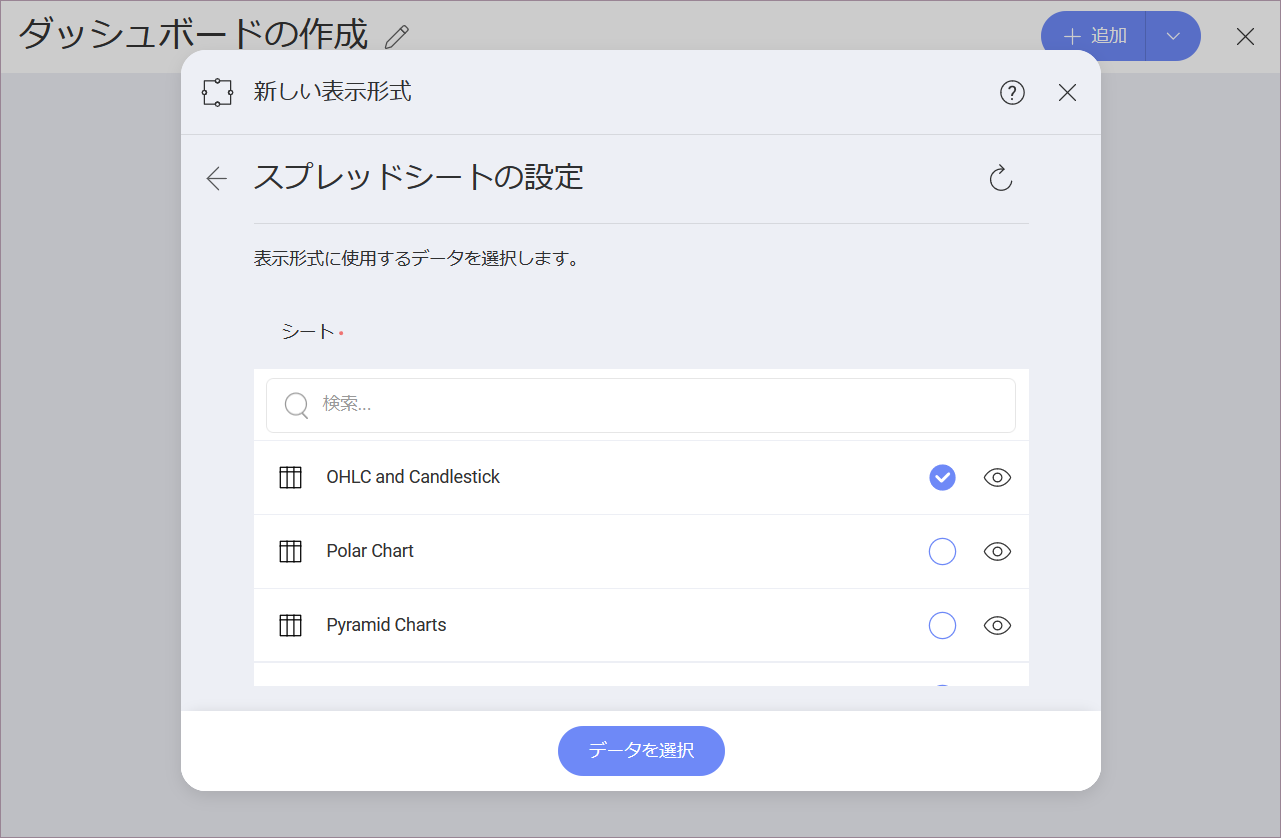 ダッシュボードの作成
追加
新しい表示形式
スプレッドシートの設定
表示形式に使用するデータを選択します。
シート
検索...
OHLC and Candlestick
Polar Chart
Pyramid Charts
データを選択